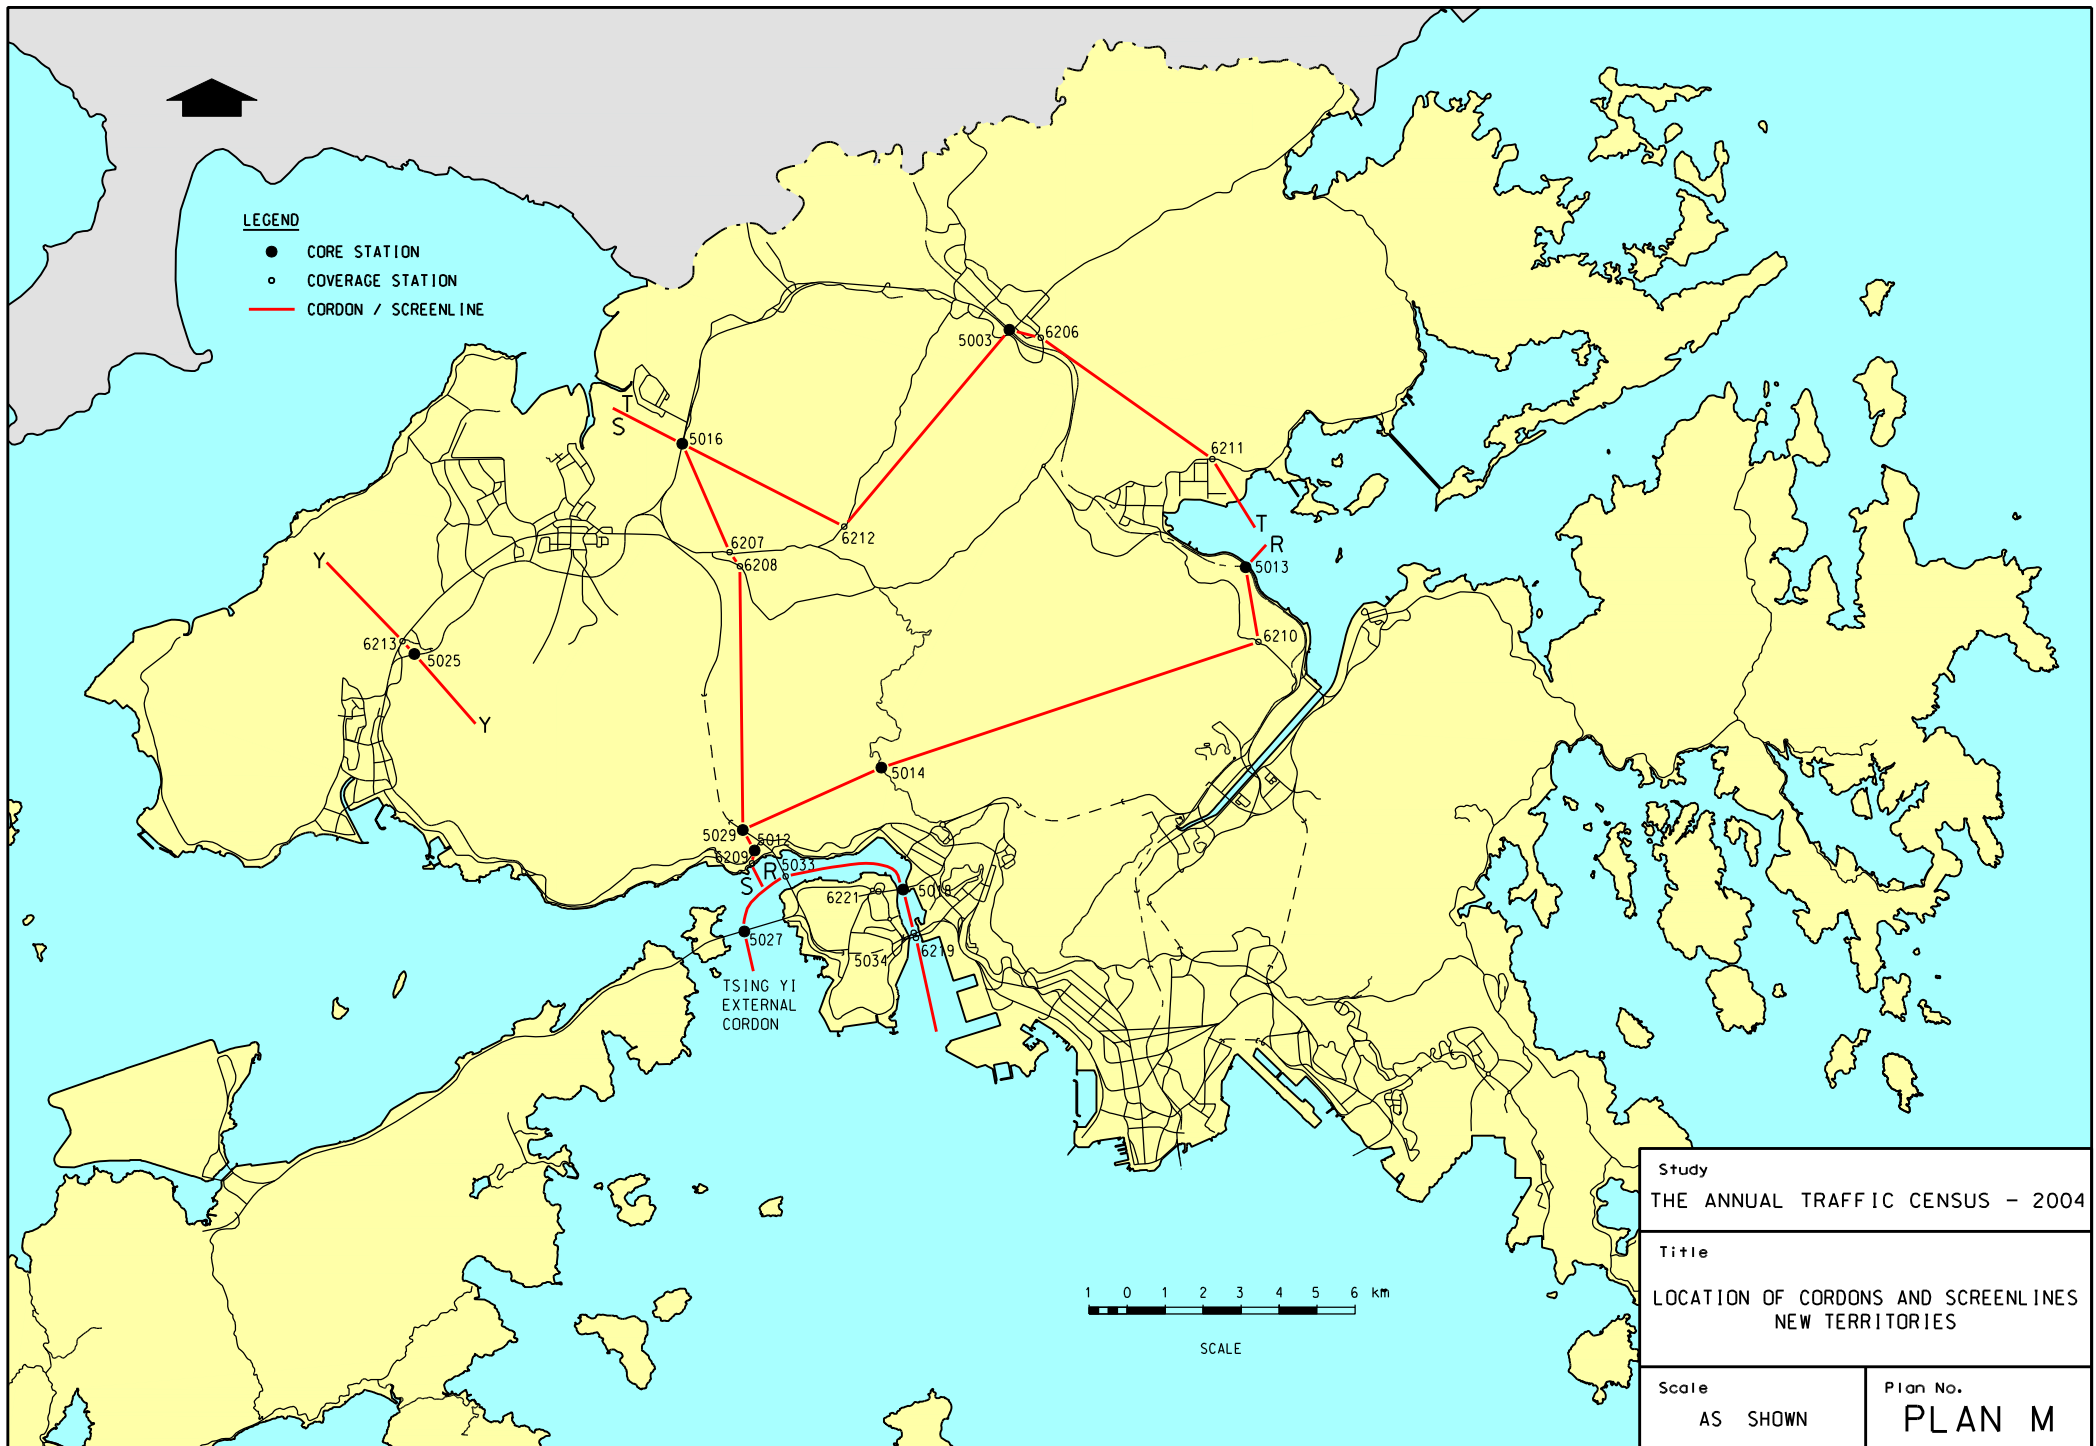 LEGEND
CORE STATION
COVERAGE STATION
CORDON / SCREENLINE
5003
6206
T
S
5016
6211
6212
T
R
6207
6208
5013
Y
6213
5025
6210
Y
5014
5029
5012
6209
R
5033
S
6221
5018
5027
5034
6219
TSING YI
EXTERNAL
CORDON
1 0 1 2 3 4 5 6 km
SCALE
Study
THE ANNUAL TRAFFIC CENSUS - 2004
Title
LOCATION OF CORDONS AND SCREENLINES
NEW TERRITORIES
Scale
AS SHOWN
Plan No.
PLAN M